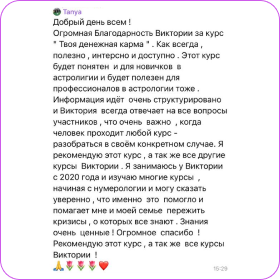 Tanya
Добрый день всем !
Огромная Благодарность Виктории за курс
" Твоя денежная карма " . Как всегда ,
полезно , интерсно и доступно . Этот курс
будет понятен  и для новичков  в
астрологии и будет полезен для
профессионалов в астрологии тоже .
Информация идёт  очень структурировано
и Виктория  всегда отвечает на все вопросы
участников , что очень  важно  , когда
человек проходит любой курс -
разобраться в своём конкретном случае. Я
рекомендую этот курс , а так же все другие
курсы  Виктории . Я занимаюсь у Виктории
с 2020 года и изучаю многие курсы  ,
начиная с нумерологии и могу сказать
уверенно , что именно это  помогло и
помагает мне и моей семье  пережить
кризисы , о которых все знают . Знания
очень  ценные ! Огромное  спасибо  !
Рекомендую этот курс , а так же  все курсы
Виктории  !
🙏🌷🌷🌷❤️
15:29